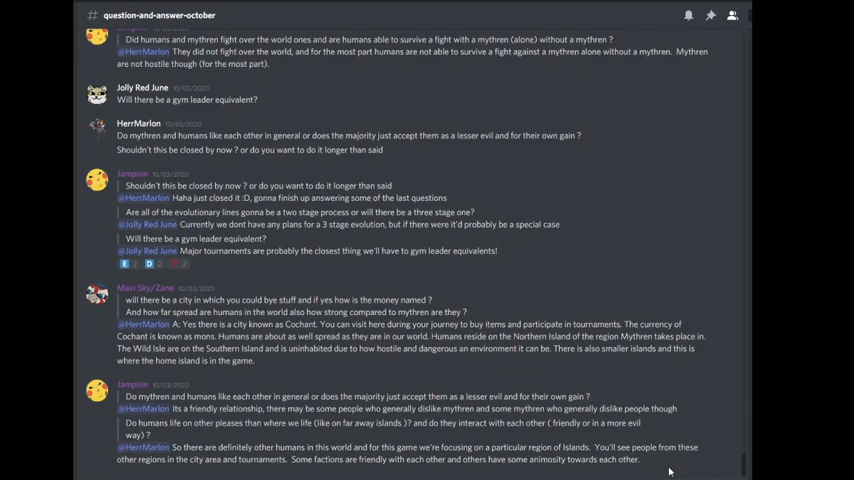 # question-and-answer-october
Did humans and mythren fight over the world ones and are humans able to survive a fight with a mythren (alone) without a mythren ?
@HerrMarlon They did not fight over the world, and for the most part humans are not able to survive a fight against a mythren alone without a mythren. Mythren
are not hostile though (for the most part).
Jolly Red June 10/03/2020
Will there be a gym leader equivalent?
HerrMarlon 10/03/2020
Do mythren and humans like each other in general or does the majority just accept them as a lesser evil and for their own gain ?
Shouldn't this be closed by now ? or do you want to do it longer than said
Jampion 10/03/2020
Shouldn't this be closed by now ? or do you want to do it longer than said
@HerrMarlon Haha just closed it :D, gonna finish up answering some of the last questions
Are all of the evolutionary lines gonna be a two stage process or will there be a three stage one?
@Jolly Red June Currently we dont have any plans for a 3 stage evolution, but if there were it'd probably be a special case
Will there be a gym leader equivalent?
@Jolly Red June Major tournaments are probably the closest thing we'll have to gym leader equivalents!
E 2 D 2 2
Mavi Sky/Zane 10/03/2020
will there be a city in which you could bye stuff and if yes how is the money named ?
And how far spread are humans in the world also how strong compared to mythren are they ?
@HerrMarlon A: Yes there is a city known as Cochant. You can visit here during your journey to buy items and participate in tournaments. The currency of
Cochant is known as mons. Humans are about as well spread as they are in our world. Humans reside on the Northern Island of the region Mythren takes place in.
The Wild Isle are on the Southern Island and is uninhabited due to how hostile and dangerous an environment it can be. There is also smaller islands and this is
where the home island is in the game.
Jampion 10/03/2020
Do mythren and humans like each other in general or does the majority just accept them as a lesser evil and for their own gain ?
@HerrMarlon Its a friendly relationship, there may be some people who generally dislike mythren and some mythren who generally dislike people though
Do humans life on other pleases than where we life (like on far away islands )? and do they interact with each other ( friendly or in a more evil
way) ?
@HerrMarlon So there are definitely other humans in this world and for this game we're focusing on a particular region of Islands. You'll see people from these
other regions in the city area and tournaments. Some factions are friendly with each other and others have some animosity towards each other.